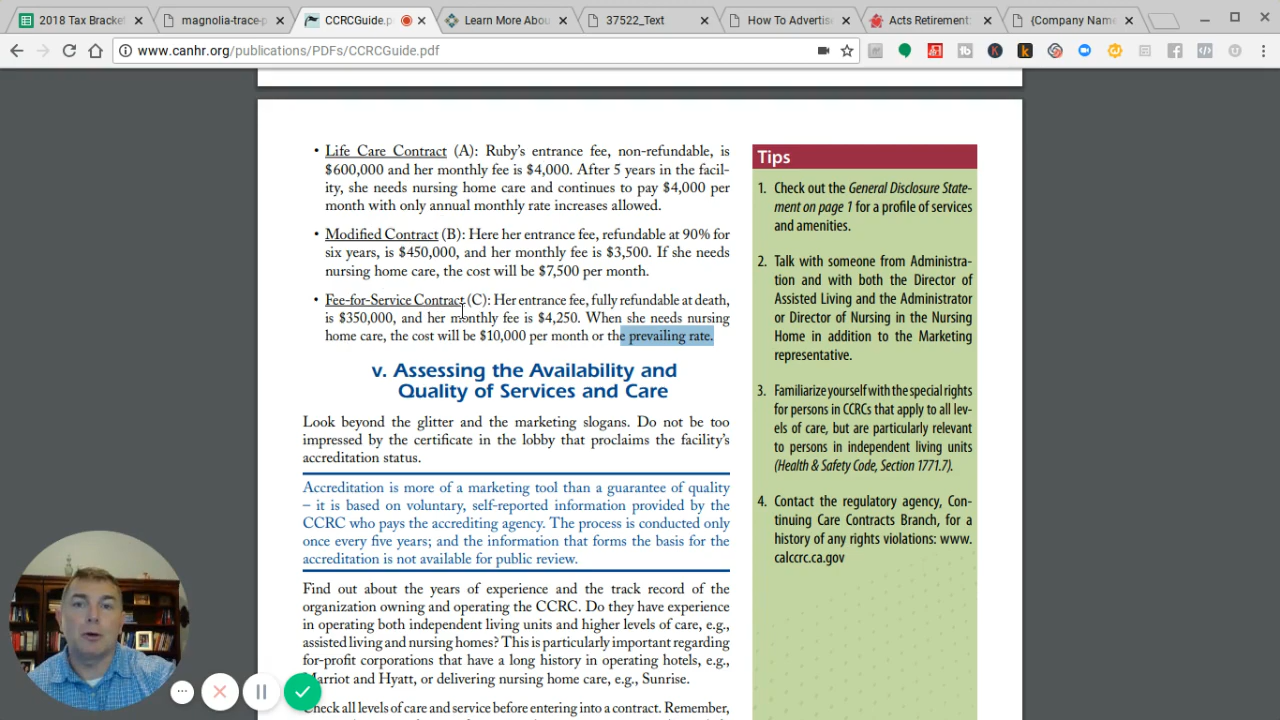 2018 Tax Bracket
magnolia-trace-p
CCRCGuide.p
Learn More Abou
37522_Text
How To Advertise
Acts Retirement
{Company Name
www.canhr.org/publications/PDFs/CCRCGuide.pdf
• Life Care Contract (A): Ruby's entrance fee, non-refundable, is
$600,000 and her monthly fee is $4,000. After 5 years in the facil-
ity, she needs nursing home care and continues to pay $4,000 per
month with only annual monthly rate increases allowed.
• Modified Contract (B): Here her entrance fee, refundable at 90% for
six years, is $450,000, and her monthly fee is $3,500. If she needs
nursing home care, the cost will be $7,500 per month.
• Fee-for-Service Contract (C): Her entrance fee, fully refundable at death,
is $350,000, and her monthly fee is $4,250. When she needs nursing
home care, the cost will be $10,000 per month or the prevailing rate.
v. Assessing the Availability and
Quality of Services and Care
Look beyond the glitter and the marketing slogans. Do not be too
impressed by the certificate in the lobby that proclaims the facility's
accreditation status.
Accreditation is more of a marketing tool than a guarantee of quality
– it is based on voluntary, self-reported information provided by the
CCRC who pays the accrediting agency. The process is conducted only
once every five years; and the information that forms the basis for the
accreditation is not available for public review.
Find out about the years of experience and the track record of the
organization owning and operating the CCRC. Do they have experience
in operating both independent living units and higher levels of care, e.g.,
assisted living and nursing homes? This is particularly important regarding
for-profit corporations that have a long history in operating hotels, e.g.,
Marriot and Hyatt, or delivering nursing home care, e.g., Sunrise.
Check all levels of care and service before entering into a contract. Remember,
Tips
1. Check out the General Disclosure State-
ment on page 1 for a profile of services
and amenities.
2. Talk with someone from Administra-
tion and with both the Director of
Assisted Living and the Administrator
or Director of Nursing in the Nursing
Home in addition to the Marketing
representative.
3. Familiarize yourself with the special rights
for persons in CCRCs that apply to all lev-
els of care, but are particularly relevant
to persons in independent living units
(Health & Safety Code, Section 1771.7).
4. Contact the regulatory agency, Con-
tinuing Care Contracts Branch, for a
history of any rights violations: www.
calccrc.ca.gov